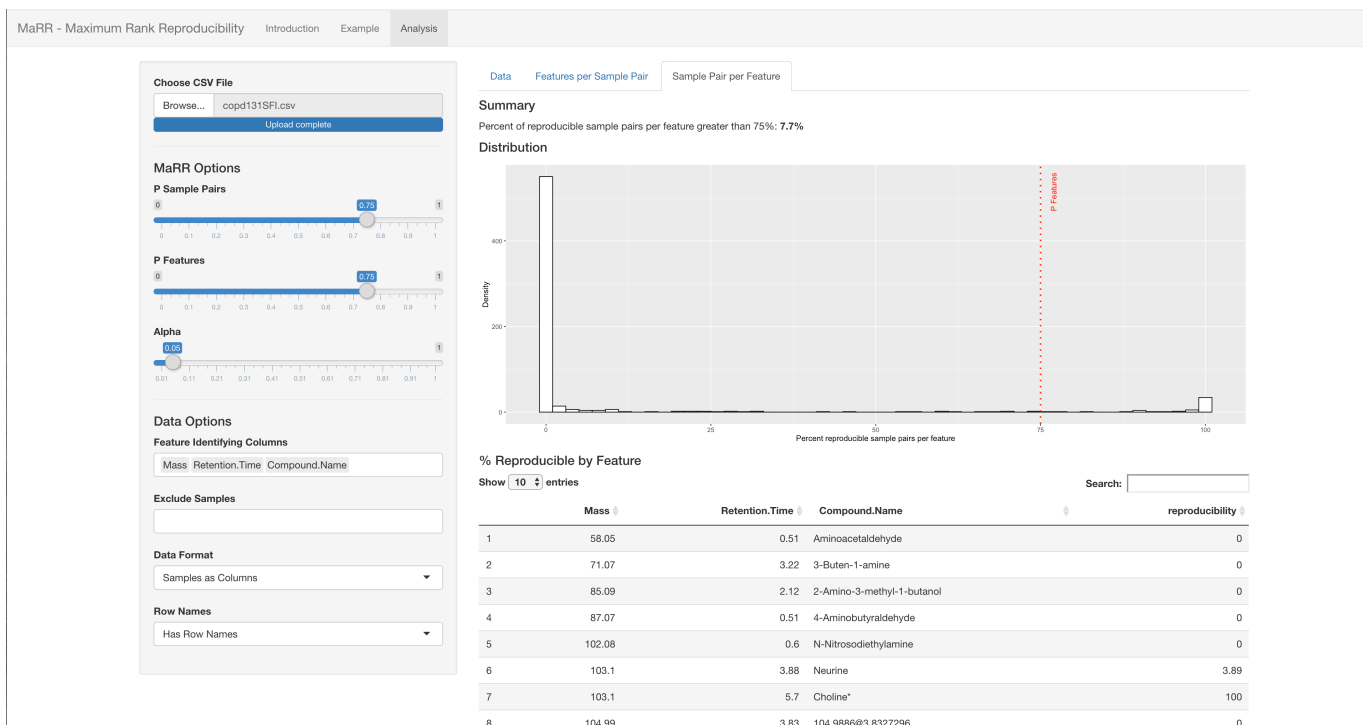 MaRR - Maximum Rank Reproducibility Introduction Example Analysis
Choose CSV File
Browse... copd131SFI.csv
Upload complete
MaRR Options
P Sample Pairs
0 0.75 1
0 0.1 0.2 0.3 0.4 0.5 0.6 0.7 0.8 0.9 1
P Features
0 0.75 1
0 0.1 0.2 0.3 0.4 0.5 0.6 0.7 0.8 0.9 1
Alpha
0.05 1
0.01 0.11 0.21 0.31 0.41 0.51 0.61 0.71 0.81 0.91 1
Data Options
Feature Identifying Columns
Mass Retention.Time Compound.Name
Exclude Samples
Data Format
Samples as Columns
Row Names
Has Row Names
Data Features per Sample Pair Sample Pair per Feature
Summary
Percent of reproducible sample pairs per feature greater than 75%: 7.7%
Distribution
P Features
Density
400
200
0
0 25 50 75 100
Percent reproducible sample pairs per feature
% Reproducible by Feature
Show 10 entries Search:
Mass Retention.Time Compound.Name reproducibility
1 58.05 0.51 Aminoacetaldehyde 0
2 71.07 3.22 3-Buten-1-amine 0
3 85.09 2.12 2-Amino-3-methyl-1-butanol 0
4 87.07 0.51 4-Aminobutyraldehyde 0
5 102.08 0.6 N-Nitrosodiethylamine 0
6 103.1 3.88 Neurine 3.89
7 103.1 5.7 Choline* 100
8 104.99 3.83 104.9886@3.8327296 0